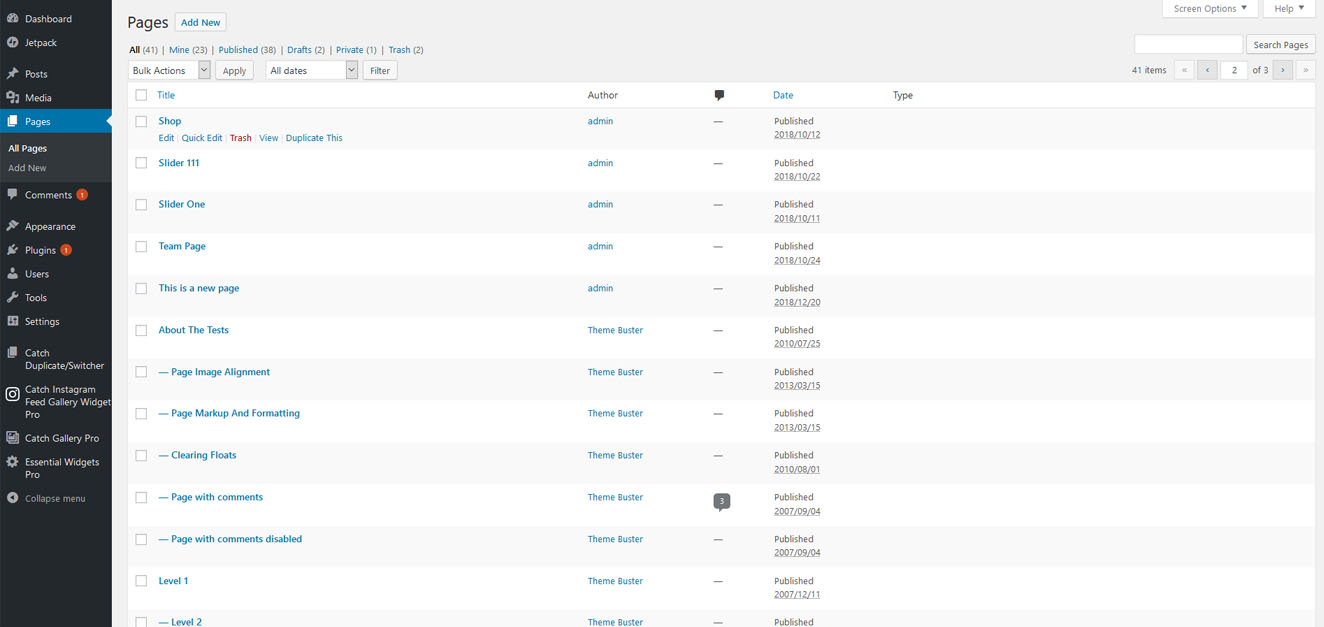 Dashboard
Jetpack
Posts
Media
Pages
All Pages
Add New
Comments 1
Appearance
Plugins 1
Users
Tools
Settings
Catch
Duplicate/Switcher
Catch Instagram
Feed Gallery Widget
Pro
Catch Gallery Pro
Essential Widgets
Pro
Collapse menu
Screen Options ▼ Help ▼
Pages Add New
All (41) | Mine (23) | Published (38) | Drafts (2) | Private (1) | Trash (2)
Search Pages
Bulk Actions Apply All dates Filter
41 items « ‹ 2 of 3 › »
Title Author Date Type
Shop admin — Published
2018/10/12
Edit | Quick Edit | Trash | View | Duplicate This
Slider 111 admin — Published
2018/10/22
Slider One admin — Published
2018/10/11
Team Page admin — Published
2018/10/24
This is a new page admin — Published
2018/12/20
About The Tests Theme Buster — Published
2010/07/25
— Page Image Alignment Theme Buster — Published
2013/03/15
— Page Markup And Formatting Theme Buster — Published
2013/03/15
— Clearing Floats Theme Buster — Published
2010/08/01
— Page with comments Theme Buster 3 Published
2007/09/04
— Page with comments disabled Theme Buster — Published
2007/09/04
Level 1 Theme Buster — Published
2007/12/11
— Level 2 Theme Buster — Published